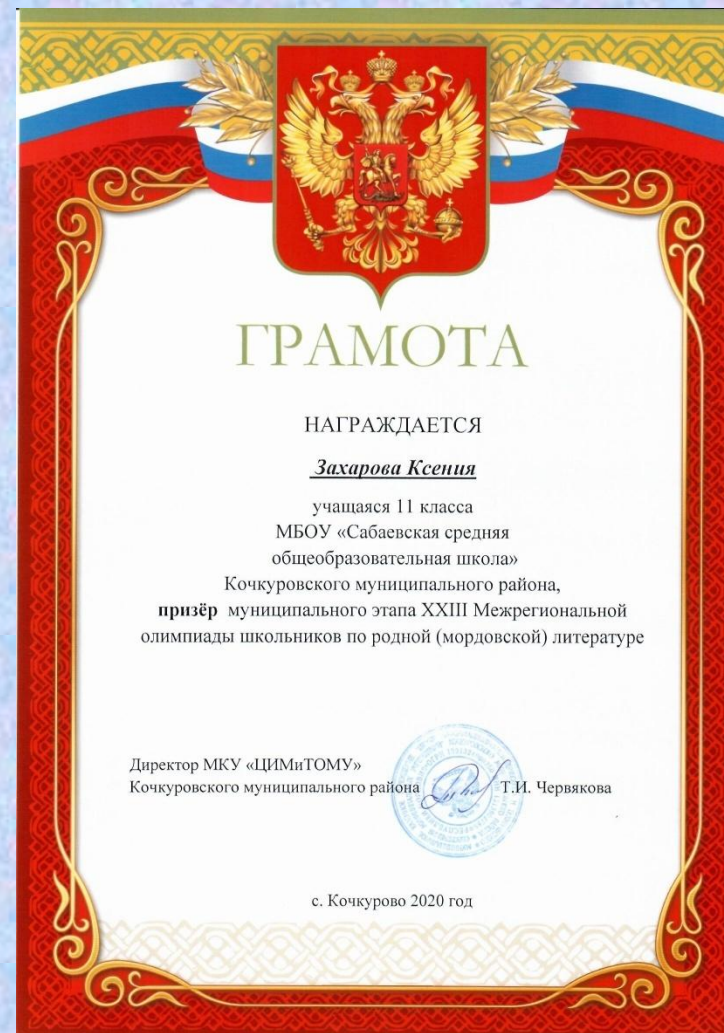 ГРАМОТА
НАГРАЖДАЕТСЯ
Захарова Ксения
учащаяся 11 класса
МБОУ «Сабаевская средняя
общеобразовательная школа»
Кочкуровского муниципального района,
призёр муниципального этапа XXIII Межрегиональной
олимпиады школьников по родной (мордовской) литературе
Директор МКУ «ЦИМиТОМУ»
Кочкуровского муниципального района Т.И. Червякова
с. Кочкурово 2020 год